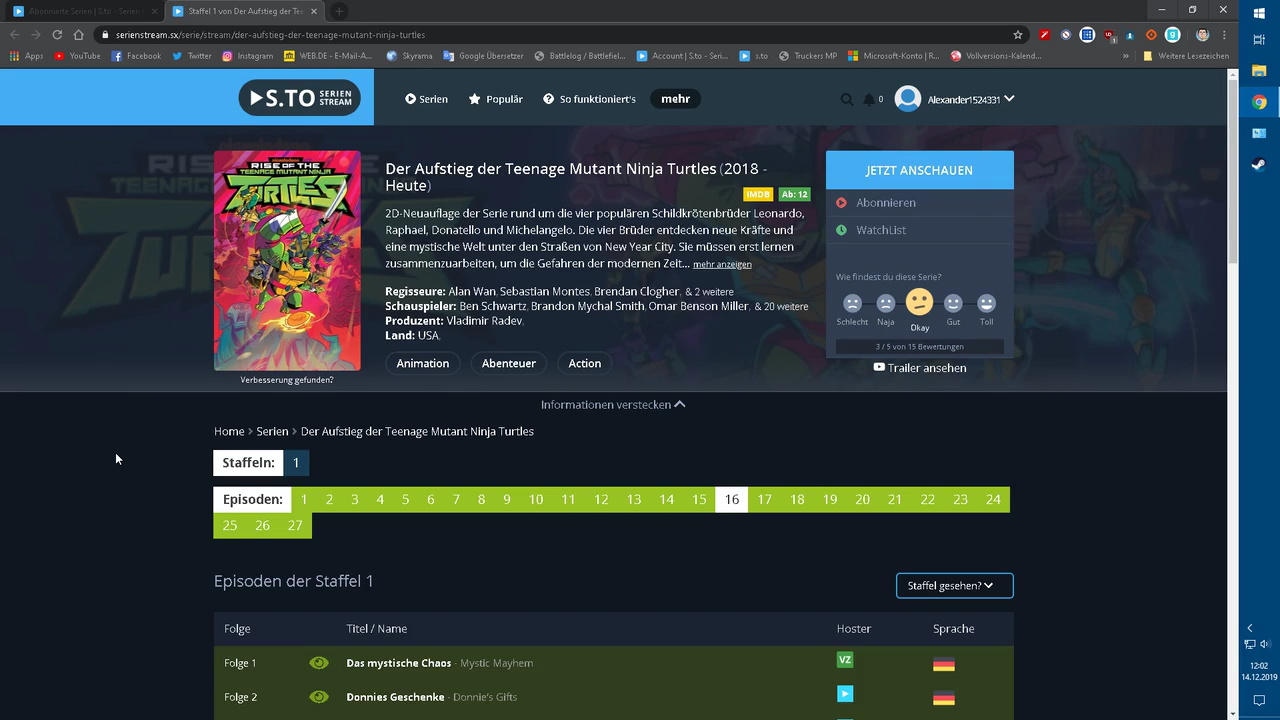 Abonnierte Serien | S.to - Serien
Staffel 1 von Der Aufstieg der Tee
serienstream.sx/serie/stream/der-aufstieg-der-teenage-mutant-ninja-turtles
Apps YouTube Facebook Twitter Instagram WEB.DE - E-Mail-A... Skyrama Google Übersetzer Battlelog / Battlefiel... Account | S.to - Seri... s.to Truckers MP Microsoft-Konto | R... Vollversions-Kalend... » Weitere Lesezeichen
S.TO SERIEN STREAM
Serien Populär So funktioniert's mehr 0 Alexander1524331
nickelodeon
RISE OF THE
TEENAGE MUTANT NINJA
TURTLES
Verbesserung gefunden?
Der Aufstieg der Teenage Mutant Ninja Turtles (2018 -
Heute)
IMDB Ab: 12
2D-Neuauflage der Serie rund um die vier populären Schildkrötenbrüder Leonardo,
Raphael, Donatello und Michelangelo. Die vier Brüder entdecken neue Kräfte und
eine mystische Welt unter den Straßen von New Year City. Sie müssen erst lernen
zusammenzuarbeiten, um die Gefahren der modernen Zeit... mehr anzeigen
Regisseure: Alan Wan, Sebastian Montes, Brendan Clogher, & 2 weitere
Schauspieler: Ben Schwartz, Brandon Mychal Smith, Omar Benson Miller, & 20 weitere
Produzent: Vladimir Radev,
Land: USA,
Animation Abenteuer Action
JETZT ANSCHAUEN
Abonnieren
WatchList
Wie findest du diese Serie?
Schlecht Naja Okay Gut Toll
3 / 5 von 15 Bewertungen
Trailer ansehen
Informationen verstecken
Home > Serien > Der Aufstieg der Teenage Mutant Ninja Turtles
Staffeln: 1
Episoden: 1 2 3 4 5 6 7 8 9 10 11 12 13 14 15 16 17 18 19 20 21 22 23 24
25 26 27
Episoden der Staffel 1
Staffel gesehen?
Folge Titel / Name Hoster Sprache
Folge 1 Das mystische Chaos - Mystic Mayhem VZ
Folge 2 Donnies Geschenke - Donnie's Gifts
12:02
14.12.2019